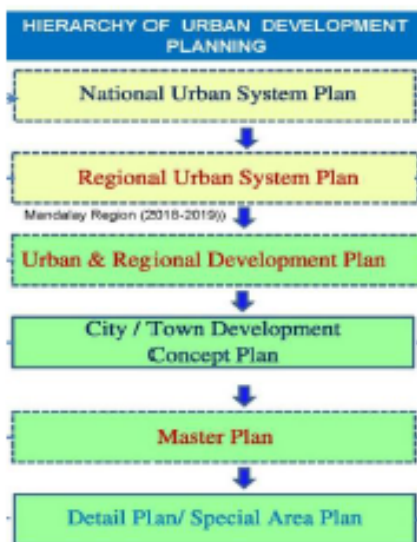 HIERARCHY OF URBAN DEVELOPMENT
PLANNING
National Urban System Plan
Regional Urban System Plan
Mandalay Region (2018-2019))
Urban & Regional Development Plan
City / Town Development
Concept Plan
Master Plan
Detail Plan/ Special Area Plan